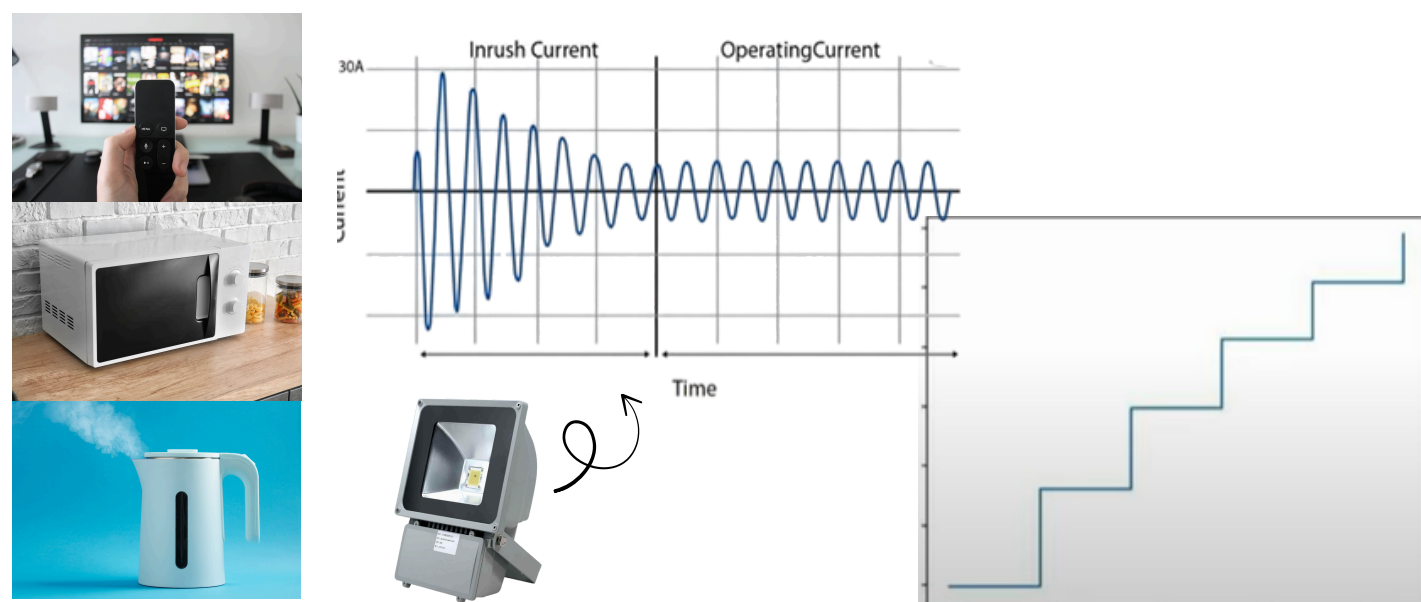 Inrush Current
OperatingCurrent
30A
Current
Time